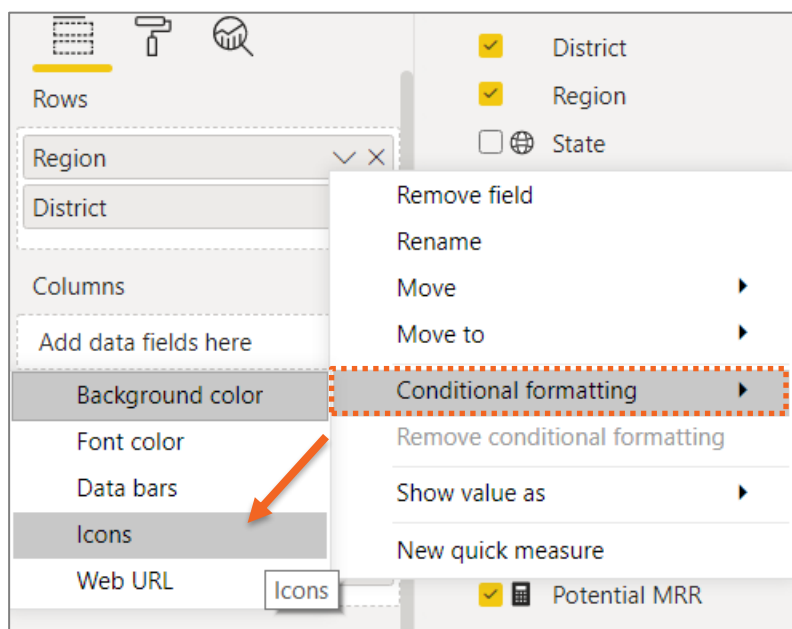 District
Rows
Region
Region
State
District
Remove field
Rename
Columns
Move
Add data fields here
Move to
Background color
Conditional formatting
Font color
Remove conditional formatting
Data bars
Show value as
Icons
New quick measure
Web URL
Icons
Potential MRR